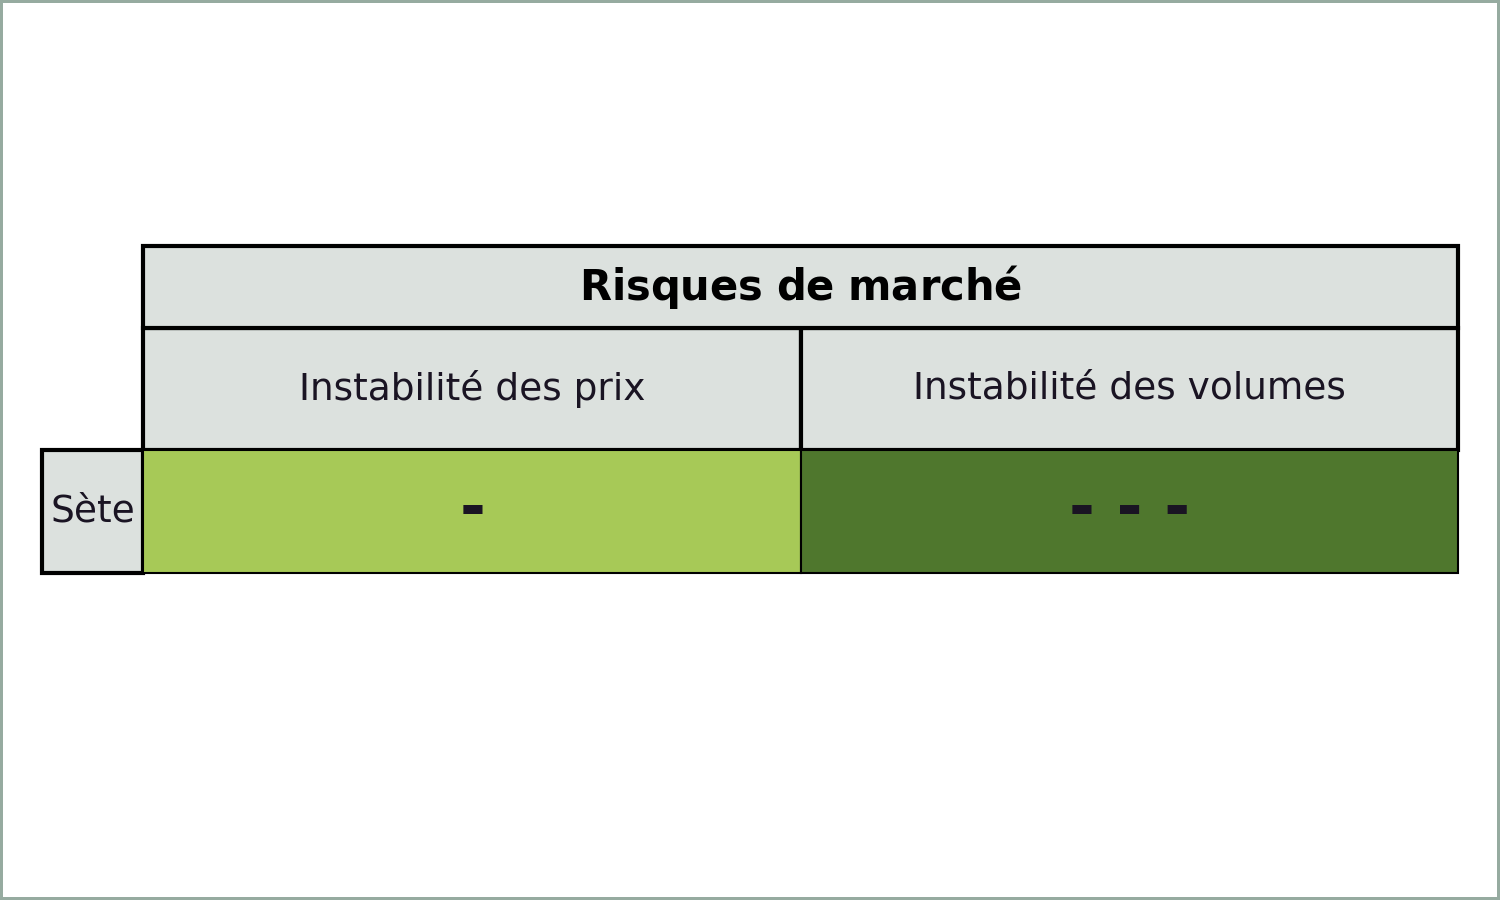 Risques de marché
Instabilité des prix
Instabilité des volumes
Sète
-
- - -